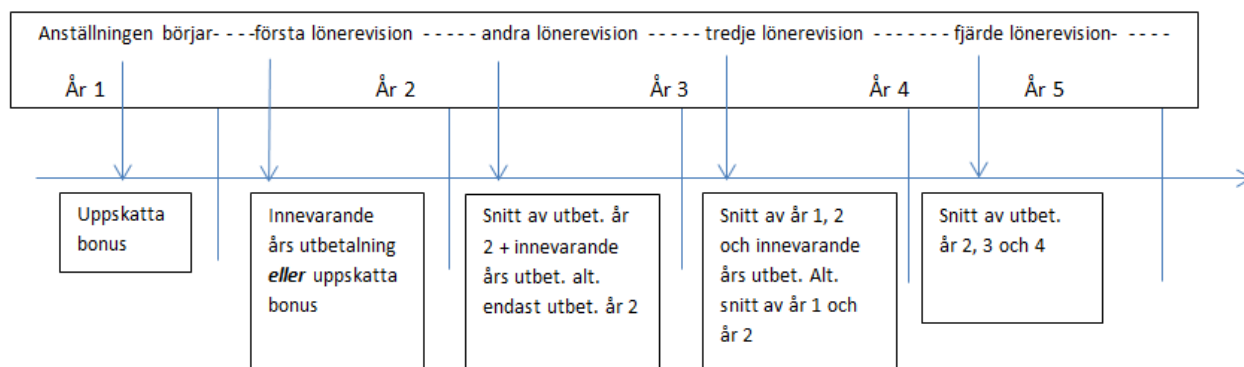 Anställningen börjar- - - -första lönerevision - - - - - andra lönerevision - - - - - tredje lönerevision - - - - - - - fjärde lönerevision- - - - -
År 1 År 2 År 3 År 4 År 5
Uppskatta
bonus
Innevarande
års utbetalning
eller uppskatta
bonus
Snitt av utbet. år
2 + innevarande
års utbet. alt.
endast utbet. år 2
Snitt av år 1, 2
och innevarande
års utbet. Alt.
snitt av år 1 och
år 2
Snitt av utbet.
år 2, 3 och 4